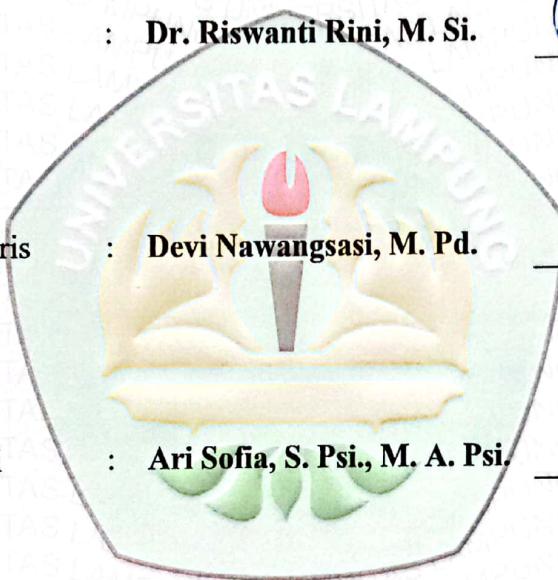 : Dr. Riswanti Rini, M. Si.
UNIVERSITAS LAMPUNG
ris : Devi Nawangsasi, M. Pd.
: Ari Sofia, S. Psi., M. A. Psi.